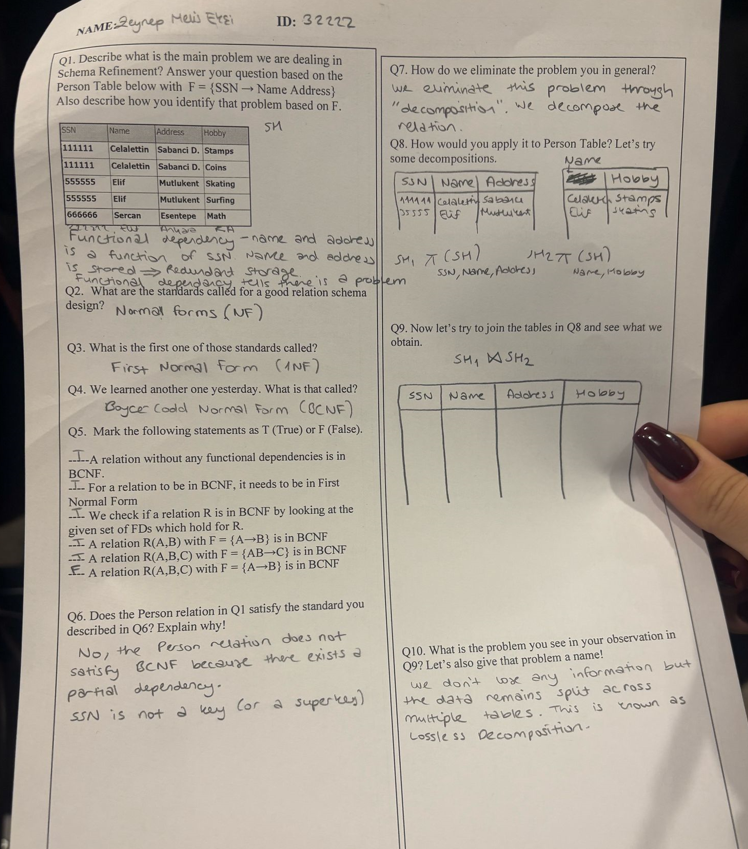 NAME: Zeynep Melis Ekşi ID: 32222
Q1. Describe what is the main problem we are dealing in
Schema Refinement? Answer your question based on the
Person Table below with F = {SSN → Name Address}
Also describe how you identify that problem based on F.
SH
SSN Name Address Hobby
111111 Celalettin Sabanci D. Stamps
111111 Celalettin Sabanci D. Coins
555555 Elif Mutlukent Skating
555555 Elif Mutlukent Surfing
666666 Sercan Esentepe Math
Functional dependency - name and address
is a function of SSN Name and address
is stored ⇒ Redundant storage
Functional dependency tells there is a problem
Q2. What are the standards called for a good relation schema
design? Normal forms (NF)
Q3. What is the first one of those standards called?
First Normal Form (1NF)
Q4. We learned another one yesterday. What is that called?
Boyce Codd Normal Form (BCNF)
Q5. Mark the following statements as T (True) or F (False).
T A relation without any functional dependencies is in
BCNF.
T For a relation to be in BCNF, it needs to be in First
Normal Form
T We check if a relation R is in BCNF by looking at the
given set of FDs which hold for R.
T A relation R(A,B) with F = {A→B} is in BCNF
T A relation R(A,B,C) with F = {AB→C} is in BCNF
F A relation R(A,B,C) with F = {A→B} is in BCNF
Q6. Does the Person relation in Q1 satisfy the standard you
described in Q6? Explain why!
No, the Person relation does not
satisfy BCNF because there exists a
partial dependency.
SSN is not a key (or a superkey)
Q7. How do we eliminate the problem you in general?
we eliminate this problem through
"decomposition". We decompose the
relation.
Q8. How would you apply it to Person Table? Let's try
some decompositions.
SSN Name Address
111111 Celalettin Sabanci
55555 Elif Mutlukent
Name Hobby
Celalettin Stamps
Elif Skating
SH1 π (SH) SH2 π (SH)
SSN, Name, Address Name, Hobby
Q9. Now let's try to join the tables in Q8 and see what we
obtain.
SH1 ⋈ SH2
SSN Name Address Hobby
Q10. What is the problem you see in your observation in
Q9? Let's also give that problem a name!
we don't lose any information but
the data remains split across
multiple tables. This is known as
Lossless Decomposition.